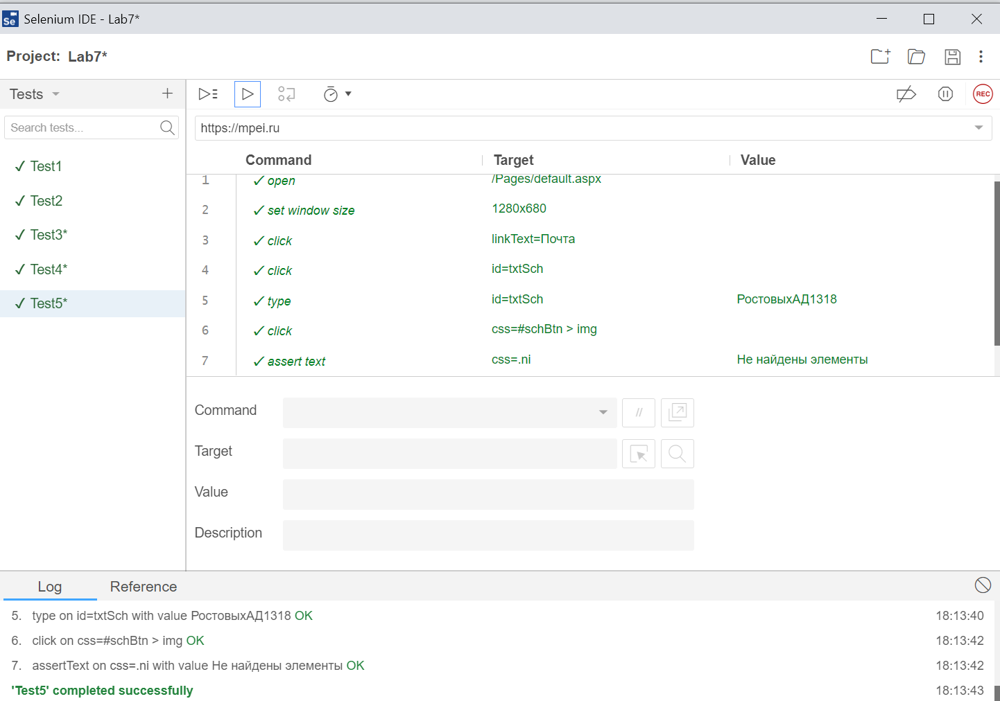 Se Selenium IDE - Lab7*
Project: Lab7*
Tests
REC
Search tests...
https://mpei.ru
Command Target Value
Test1
Test2
Test3*
Test4*
Test5*
1 open /Pages/default.aspx
2 set window size 1280x680
3 click linkText=Почта
4 click id=txtSch
5 type id=txtSch РостовыхАД1318
6 click css=#schBtn > img
7 assert text css=.ni Не найдены элементы
Command //
Target
Value
Description
Log Reference
5. type on id=txtSch with value РостовыхАД1318 OK 18:13:40
6. click on css=#schBtn > img OK 18:13:42
7. assertText on css=.ni with value Не найдены элементы OK 18:13:42
'Test5' completed successfully 18:13:43